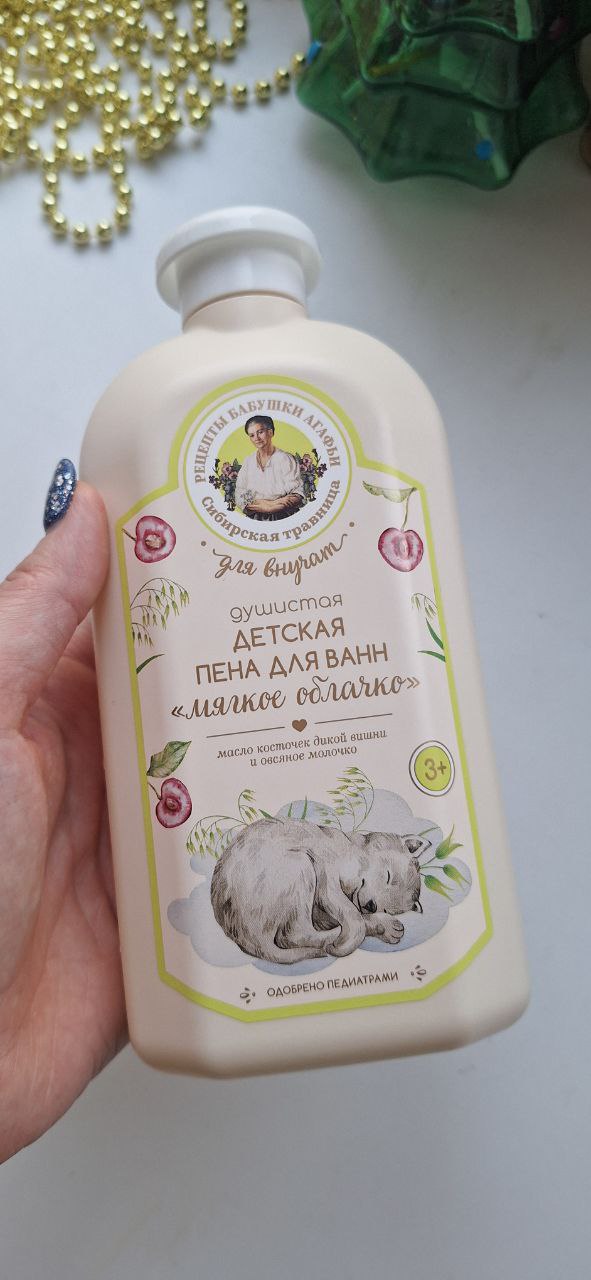 РЕЦЕПТЫ БАБУШКИ АГАФЬИ
Сибирская травница
• для внучат •
душистая
ДЕТСКАЯ
ПЕНА ДЛЯ ВАНН
«мягкое облачко»
масло косточек дикой вишни
и овсяное молочко
3+
ОДОБРЕНО ПЕДИАТРАМИ